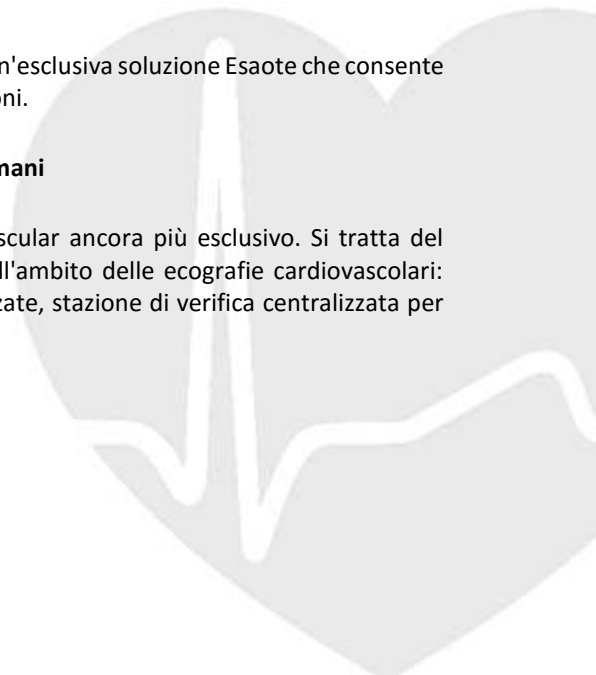 n'esclusiva soluzione Esaote che consente
oni.
mani
scular ancora più esclusivo. Si tratta del
ll'ambito delle ecografie cardiovascolari:
zate, stazione di verifica centralizzata per